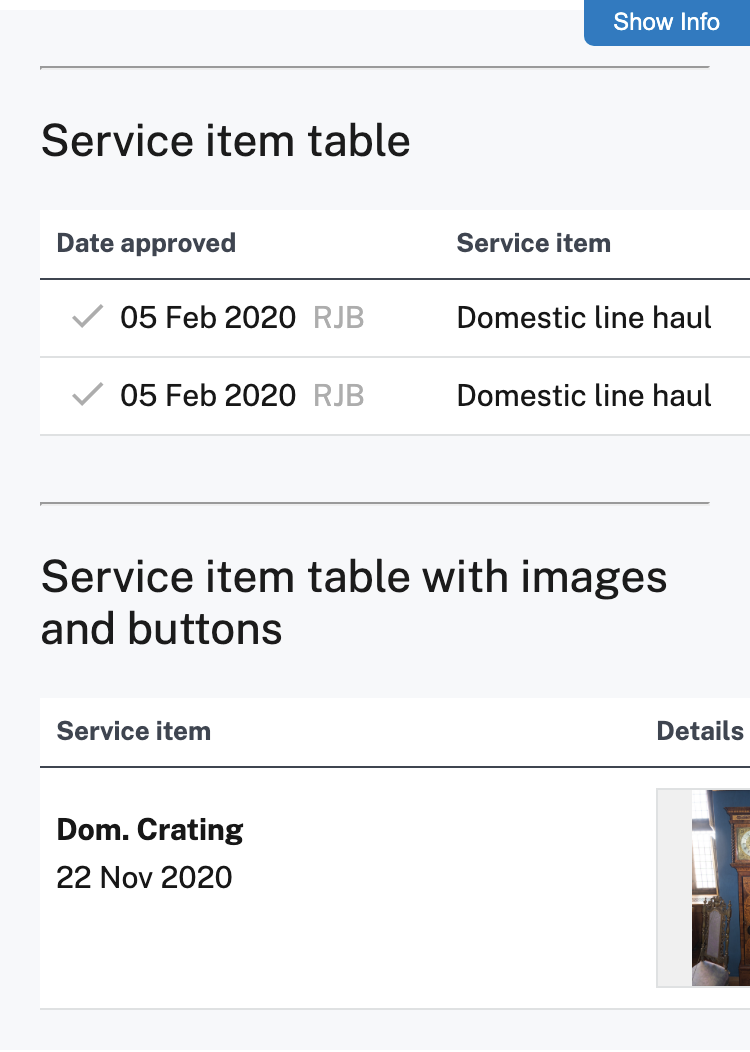 Show Info
Service item table
Date approved Service item
05 Feb 2020 RJB Domestic line haul
05 Feb 2020 RJB Domestic line haul
Service item table with images
and buttons
Service item Details
Dom. Crating
22 Nov 2020